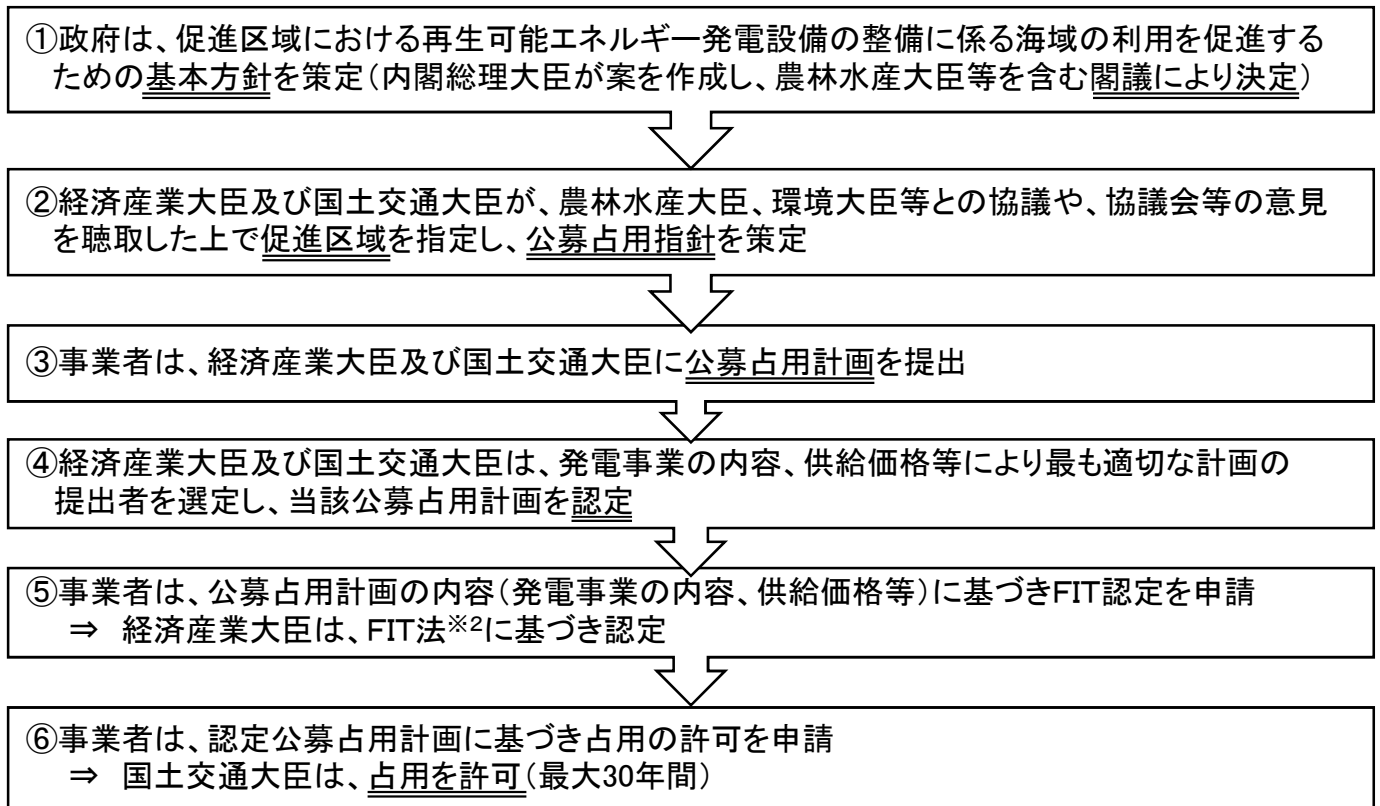 ①政府は、促進区域における再生可能エネルギー発電設備の整備に係る海域の利用を促進する
ための基本方針を策定(内閣総理大臣が案を作成し、農林水産大臣等を含む閣議により決定)
②経済産業大臣及び国土交通大臣が、農林水産大臣、環境大臣等との協議や、協議会等の意見
を聴取した上で促進区域を指定し、公募占用指針を策定
③事業者は、経済産業大臣及び国土交通大臣に公募占用計画を提出
④経済産業大臣及び国土交通大臣は、発電事業の内容、供給価格等により最も適切な計画の
提出者を選定し、当該公募占用計画を認定
⑤事業者は、公募占用計画の内容(発電事業の内容、供給価格等)に基づきFIT認定を申請
⇒ 経済産業大臣は、FIT法※2に基づき認定
⑥事業者は、認定公募占用計画に基づき占用の許可を申請
⇒ 国土交通大臣は、占用を許可(最大30年間)